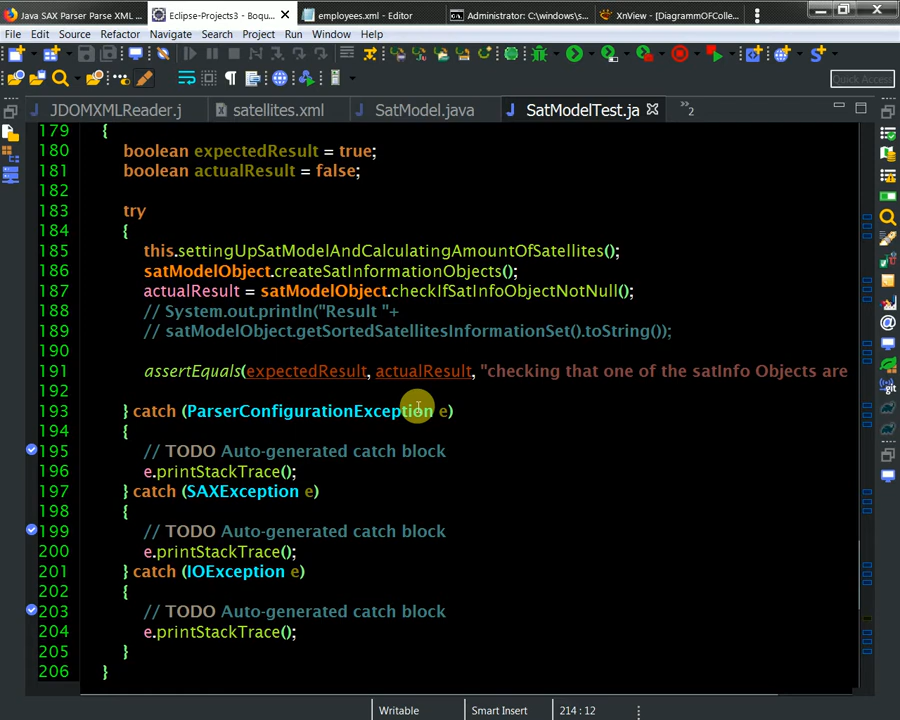 Java SAX Parser Parse XML ...
Eclipse-Projects3 - Boqu...
employees.xml - Editor
Administrator: C:\windows\s...
XnView - [DiagrammOFColle...
File Edit Source Refactor Navigate Search Project Run Window Help
Quick Access
JDOMXMLReader.j
satellites.xml
SatModel.java
SatModelTest.ja
»2
179 {
180 boolean expectedResult = true;
181 boolean actualResult = false;
182
183 try
184 {
185 this.settingUpSatModelAndCalculatingAmountOfSatellites();
186 satModelObject.createSatInformationObjects();
187 actualResult = satModelObject.checkIfSatInfoObjectNotNull();
188 // System.out.println("Result "+
189 // satModelObject.getSortedSatellitesInformationSet().toString());
190
191 assertEquals(expectedResult, actualResult, "checking that one of the satInfo Objects are
192
193 } catch (ParserConfigurationException e)
194 {
195 // TODO Auto-generated catch block
196 e.printStackTrace();
197 } catch (SAXException e)
198 {
199 // TODO Auto-generated catch block
200 e.printStackTrace();
201 } catch (IOException e)
202 {
203 // TODO Auto-generated catch block
204 e.printStackTrace();
205 }
206 }
Writable
Smart Insert
214 : 12